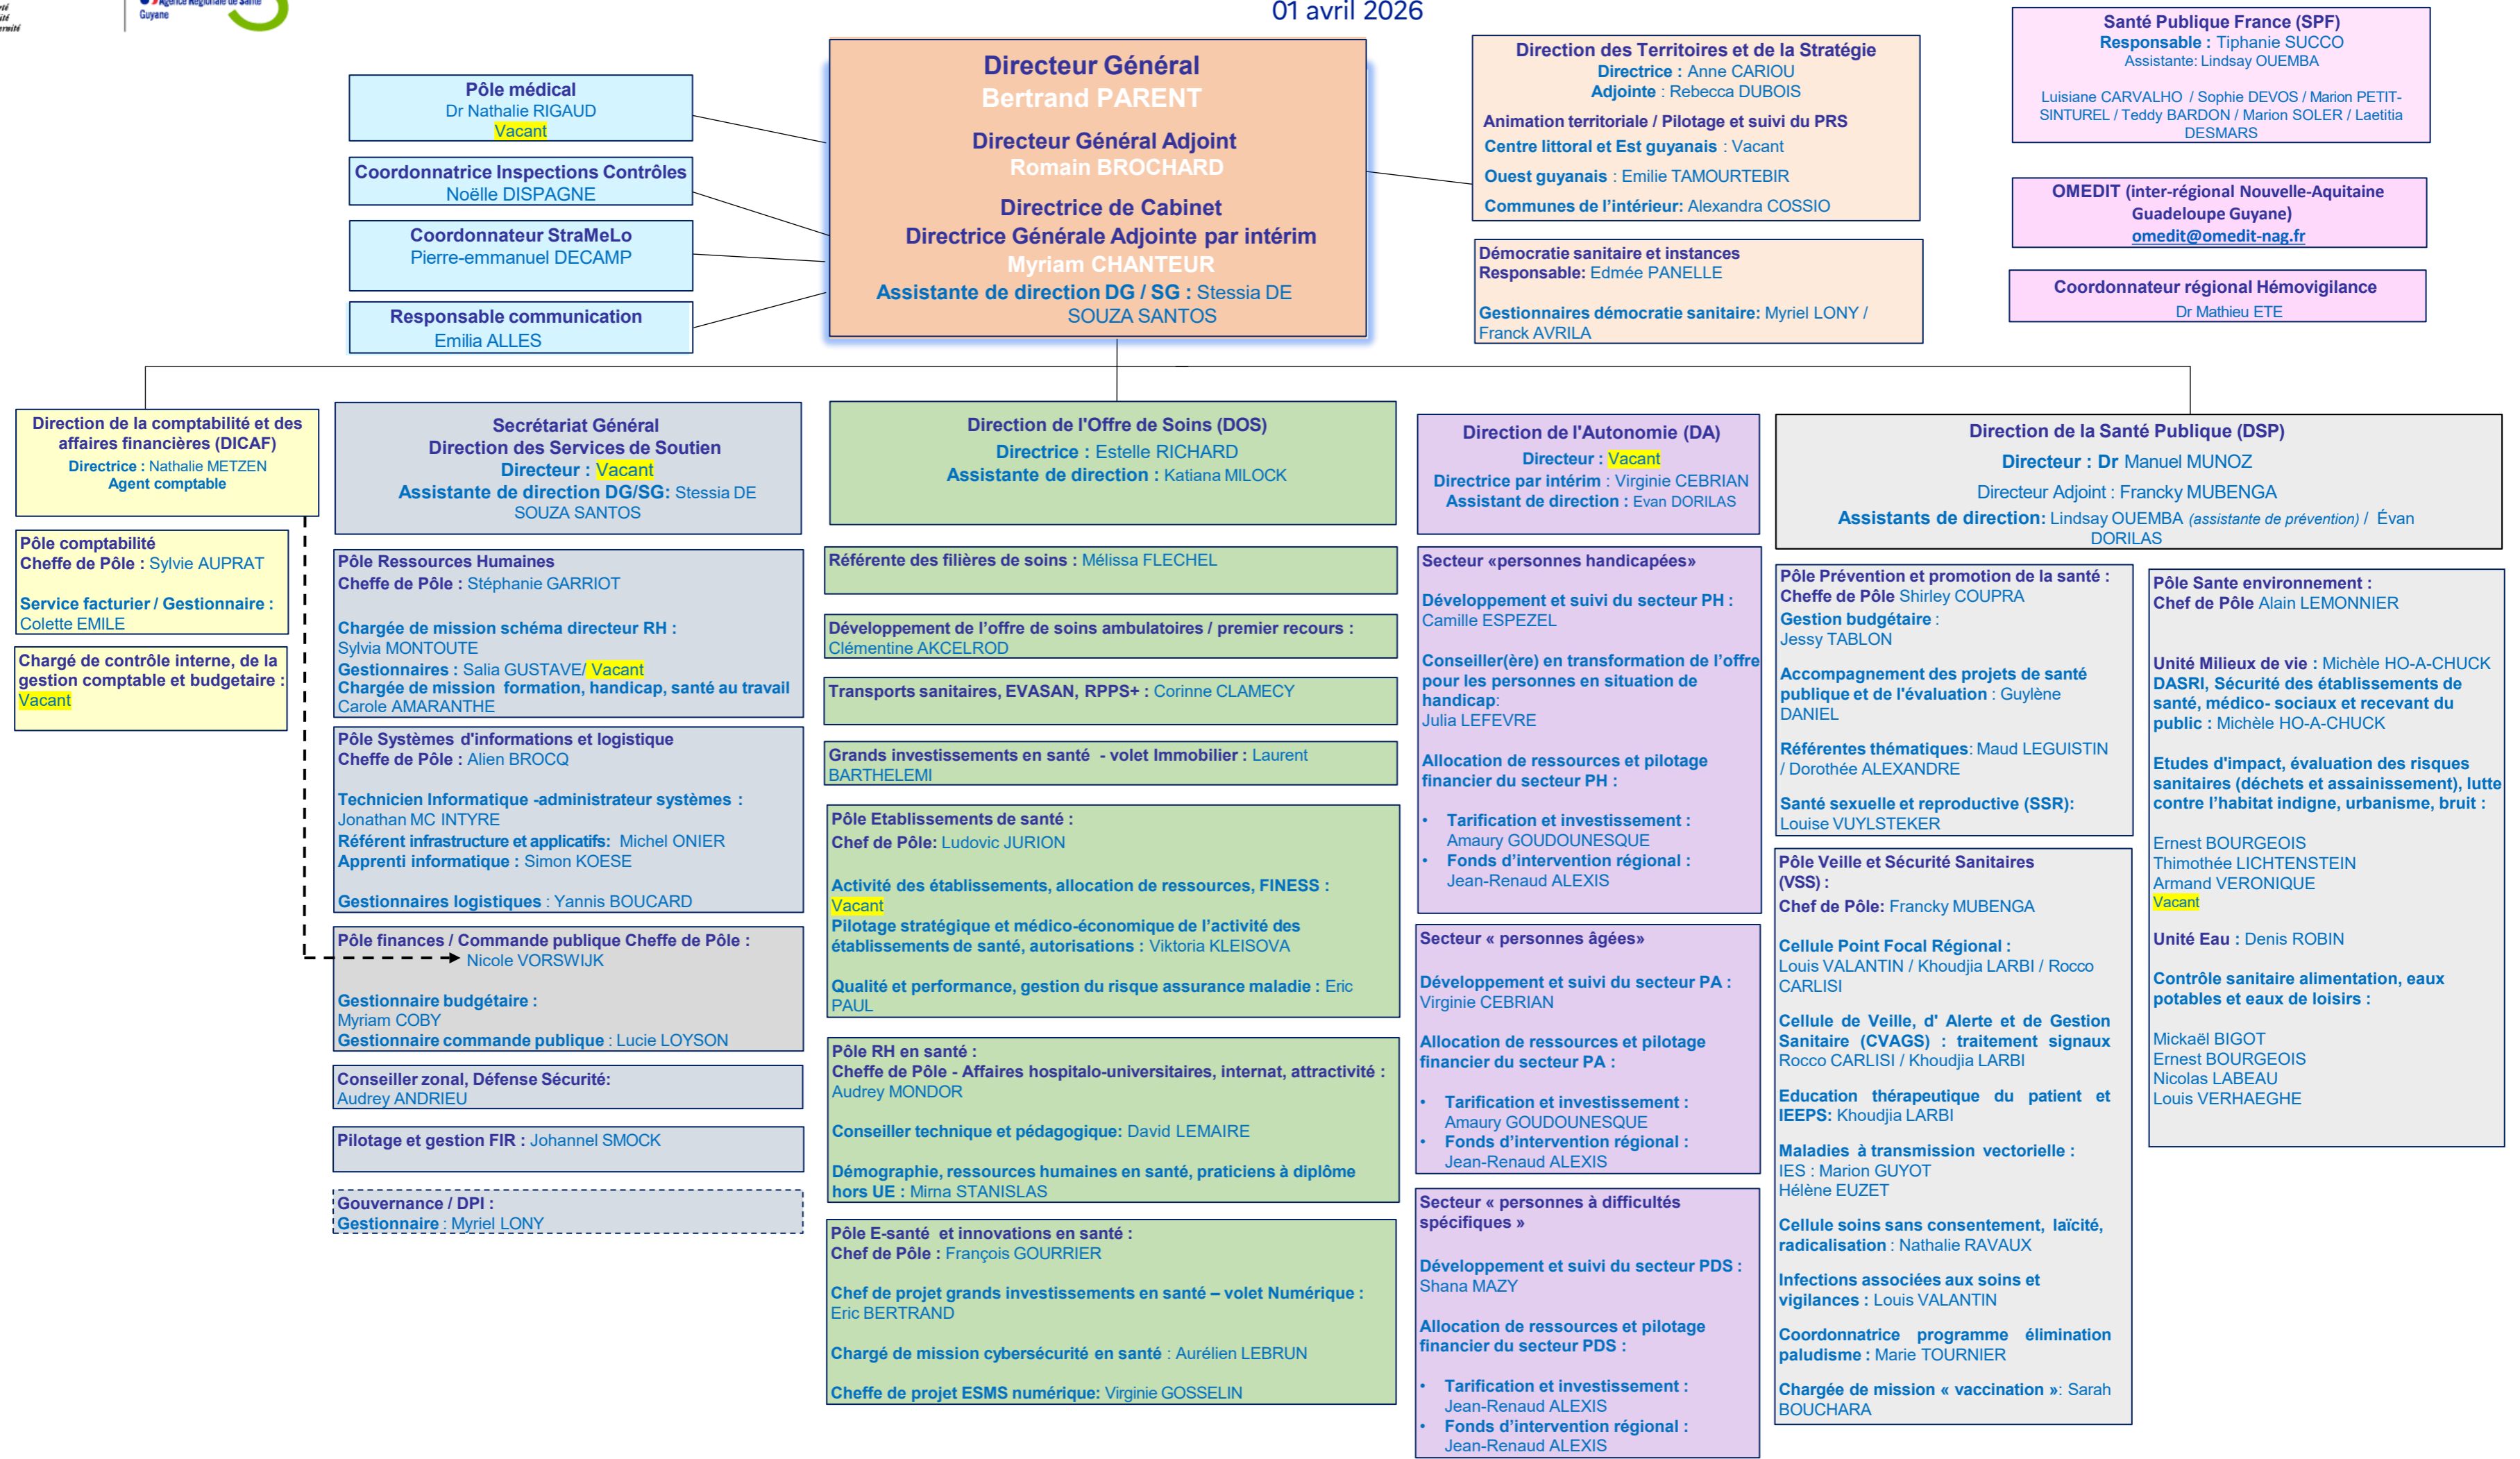 Agence Régionale de Santé
Guyane
01 avril 2026
Pôle médical
Dr Nathalie RIGAUD
Vacant
Coordonnatrice Inspections Contrôles
Noëlle DISPAGNE
Coordonnateur StraMeLo
Pierre-emmanuel DECAMP
Responsable communication
Emilia ALLES
Directeur Général
Bertrand PARENT
Directeur Général Adjoint
Romain BROCHARD
Directrice de Cabinet
Directrice Générale Adjointe par intérim
Myriam CHANTEUR
Assistante de direction DG / SG : Stessia DE
SOUZA SANTOS
Direction des Territoires et de la Stratégie
Directrice : Anne CARIOU
Adjointe : Rebecca DUBOIS
Animation territoriale / Pilotage et suivi du PRS
Centre littoral et Est guyanais : Vacant
Ouest guyanais : Emilie TAMOURTEBIR
Communes de l'intérieur: Alexandra COSSIO
Démocratie sanitaire et instances
Responsable: Edmée PANELLE
Gestionnaires démocratie sanitaire: Myriel LONY /
Franck AVRILA
Santé Publique France (SPF)
Responsable : Tiphanie SUCCO
Assistante: Lindsay OUEMBA
Luisiane CARVALHO / Sophie DEVOS / Marion PETIT-
SINTUREL / Teddy BARDON / Marion SOLER / Laetitia
DESMARS
OMEDIT (inter-régional Nouvelle-Aquitaine
Guadeloupe Guyane)
omedit@omedit-nag.fr
Coordonnateur régional Hémovigilance
Dr Mathieu ETE
Direction de la comptabilité et des
affaires financières (DICAF)
Directrice : Nathalie METZEN
Agent comptable
Pôle comptabilité
Cheffe de Pôle : Sylvie AUPRAT
Service facturier / Gestionnaire :
Colette EMILE
Chargé de contrôle interne, de la
gestion comptable et budgetaire :
Vacant
Secrétariat Général
Direction des Services de Soutien
Directeur : Vacant
Assistante de direction DG/SG: Stessia DE
SOUZA SANTOS
Pôle Ressources Humaines
Cheffe de Pôle : Stéphanie GARRIOT
Chargée de mission schéma directeur RH :
Sylvia MONTOUTE
Gestionnaires : Salia GUSTAVE/ Vacant
Chargée de mission formation, handicap, santé au travail
Carole AMARANTHE
Pôle Systèmes d'informations et logistique
Cheffe de Pôle : Alien BROCQ
Technicien Informatique -administrateur systèmes :
Jonathan MC INTYRE
Référent infrastructure et applicatifs: Michel ONIER
Apprenti informatique : Simon KOESE
Gestionnaires logistiques : Yannis BOUCARD
Pôle finances / Commande publique Cheffe de Pôle :
Nicole VORSWIJK
Gestionnaire budgétaire :
Myriam COBY
Gestionnaire commande publique : Lucie LOYSON
Conseiller zonal, Défense Sécurité:
Audrey ANDRIEU
Pilotage et gestion FIR : Johannel SMOCK
Gouvernance / DPI :
Gestionnaire : Myriel LONY
Direction de l'Offre de Soins (DOS)
Directrice : Estelle RICHARD
Assistante de direction : Katiana MILOCK
Référente des filières de soins : Mélissa FLECHEL
Développement de l'offre de soins ambulatoires / premier recours :
Clémentine AKCELROD
Transports sanitaires, EVASAN, RPPS+ : Corinne CLAMECY
Grands investissements en santé - volet Immobilier : Laurent
BARTHELEMI
Pôle Etablissements de santé :
Chef de Pôle: Ludovic JURION
Activité des établissements, allocation de ressources, FINESS :
Vacant
Pilotage stratégique et médico-économique de l'activité des
établissements de santé, autorisations : Viktoria KLEISOVA
Qualité et performance, gestion du risque assurance maladie : Eric
PAUL
Pôle RH en santé :
Cheffe de Pôle - Affaires hospitalo-universitaires, internat, attractivité :
Audrey MONDOR
Conseiller technique et pédagogique: David LEMAIRE
Démographie, ressources humaines en santé, praticiens à diplôme
hors UE : Mirna STANISLAS
Pôle E-santé et innovations en santé :
Chef de Pôle : François GOURRIER
Chef de projet grands investissements en santé – volet Numérique :
Eric BERTRAND
Chargé de mission cybersécurité en santé : Aurélien LEBRUN
Cheffe de projet ESMS numérique: Virginie GOSSELIN
Direction de l'Autonomie (DA)
Directeur : Vacant
Directrice par intérim : Virginie CEBRIAN
Assistant de direction : Evan DORILAS
Secteur «personnes handicapées»
Développement et suivi du secteur PH :
Camille ESPEZEL
Conseiller(ère) en transformation de l'offre
pour les personnes en situation de
handicap:
Julia LEFEVRE
Allocation de ressources et pilotage
financier du secteur PH :
• Tarification et investissement :
Amaury GOUDOUNESQUE
• Fonds d'intervention régional :
Jean-Renaud ALEXIS
Secteur « personnes âgées»
Développement et suivi du secteur PA :
Virginie CEBRIAN
Allocation de ressources et pilotage
financier du secteur PA :
• Tarification et investissement :
Amaury GOUDOUNESQUE
• Fonds d'intervention régional :
Jean-Renaud ALEXIS
Secteur « personnes à difficultés
spécifiques »
Développement et suivi du secteur PDS :
Shana MAZY
Allocation de ressources et pilotage
financier du secteur PDS :
• Tarification et investissement :
Jean-Renaud ALEXIS
• Fonds d'intervention régional :
Jean-Renaud ALEXIS
Direction de la Santé Publique (DSP)
Directeur : Dr Manuel MUNOZ
Directeur Adjoint : Francky MUBENGA
Assistants de direction: Lindsay OUEMBA (assistante de prévention) / Évan
DORILAS
Pôle Prévention et promotion de la santé :
Cheffe de Pôle Shirley COUPRA
Gestion budgétaire :
Jessy TABLON
Accompagnement des projets de santé
publique et de l'évaluation : Guylène
DANIEL
Référentes thématiques: Maud LEGUISTIN
/ Dorothée ALEXANDRE
Santé sexuelle et reproductive (SSR):
Louise VUYLSTEKER
Pôle Veille et Sécurité Sanitaires
(VSS) :
Chef de Pôle: Francky MUBENGA
Cellule Point Focal Régional :
Louis VALANTIN / Khoudjia LARBI / Rocco
CARLISI
Cellule de Veille, d' Alerte et de Gestion
Sanitaire (CVAGS) : traitement signaux
Rocco CARLISI / Khoudjia LARBI
Education thérapeutique du patient et
IEEPS: Khoudjia LARBI
Maladies à transmission vectorielle :
IES : Marion GUYOT
Hélène EUZET
Cellule soins sans consentement, laïcité,
radicalisation : Nathalie RAVAUX
Infections associées aux soins et
vigilances : Louis VALANTIN
Coordonnatrice programme élimination
paludisme : Marie TOURNIER
Chargée de mission « vaccination »: Sarah
BOUCHARA
Pôle Sante environnement :
Chef de Pôle Alain LEMONNIER
Unité Milieux de vie : Michèle HO-A-CHUCK
DASRI, Sécurité des établissements de
santé, médico- sociaux et recevant du
public : Michèle HO-A-CHUCK
Etudes d'impact, évaluation des risques
sanitaires (déchets et assainissement), lutte
contre l'habitat indigne, urbanisme, bruit :
Ernest BOURGEOIS
Thimothée LICHTENSTEIN
Armand VERONIQUE
Vacant
Unité Eau : Denis ROBIN
Contrôle sanitaire alimentation, eaux
potables et eaux de loisirs :
Mickaël BIGOT
Ernest BOURGEOIS
Nicolas LABEAU
Louis VERHAEGHE